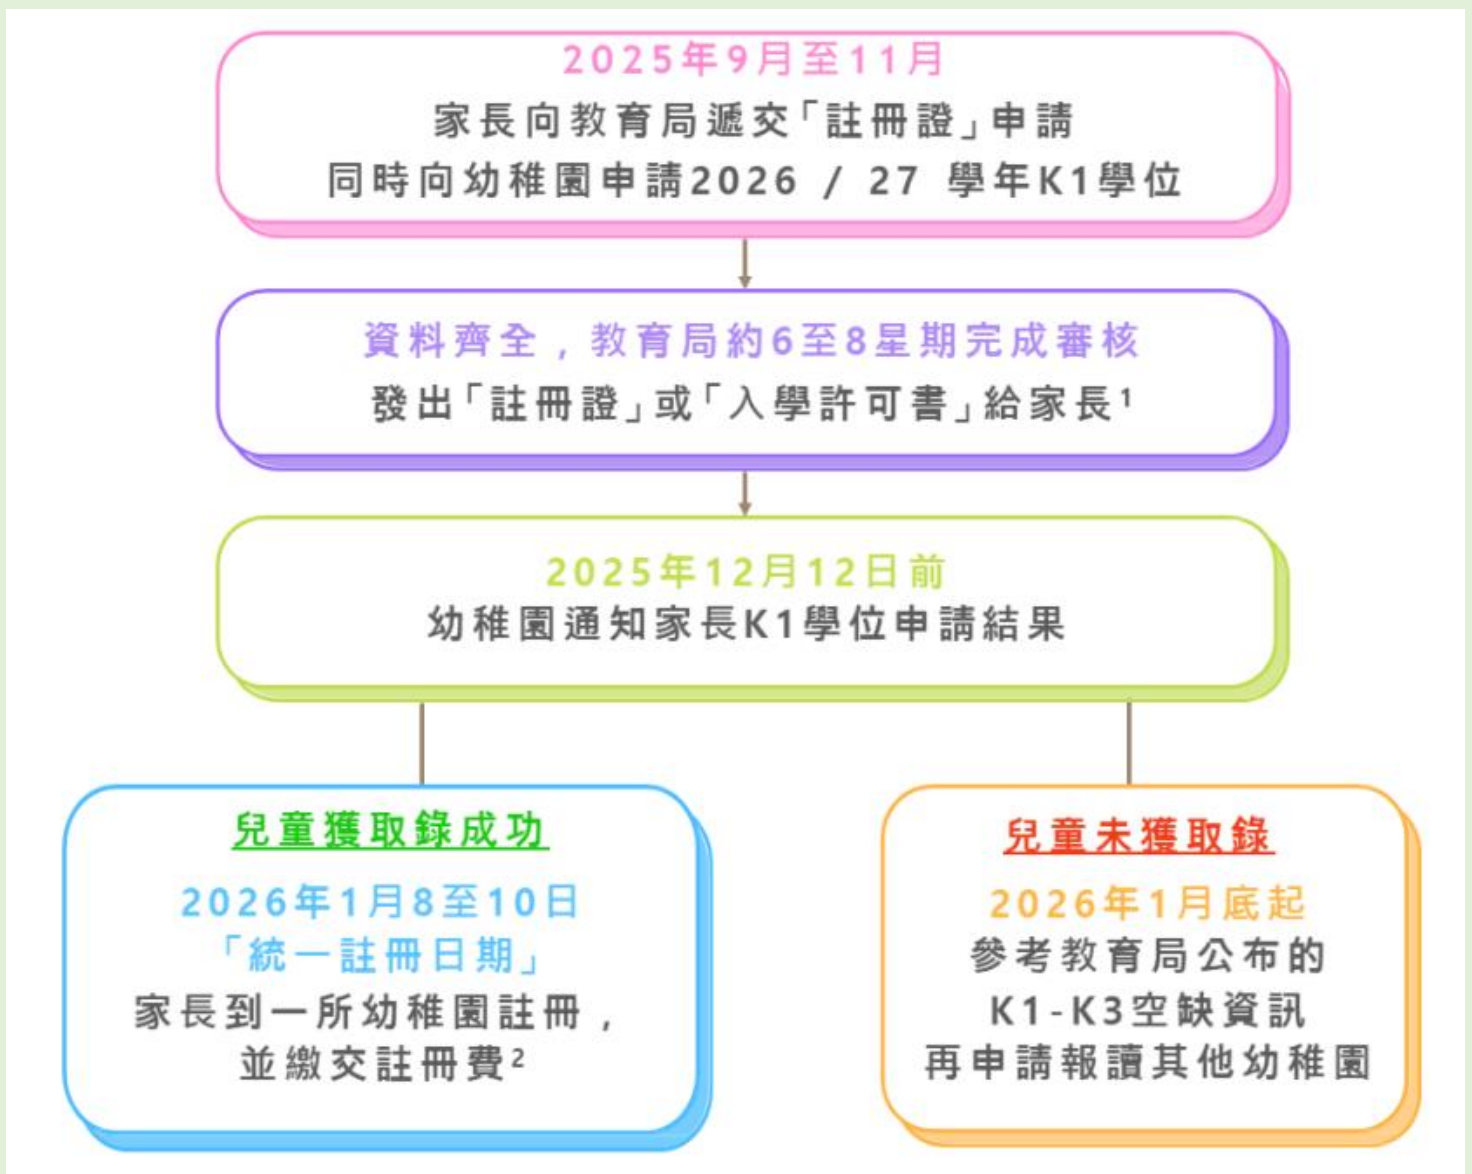 2025年9月至11月
家長向教育局遞交「註冊證」申請
同時向幼稚園申請2026 / 27 學年K1學位
資料齊全，教育局約6至8星期完成審核
發出「註冊證」或「入學許可書」給家長¹
2025年12月12日前
幼稚園通知家長K1學位申請結果
兒童獲取錄成功
2026年1月8至10日
「統一註冊日期」
家長到一所幼稚園註冊，
並繳交註冊費²
兒童未獲取錄
2026年1月底起
參考教育局公布的
K1-K3空缺資訊
再申請報讀其他幼稚園